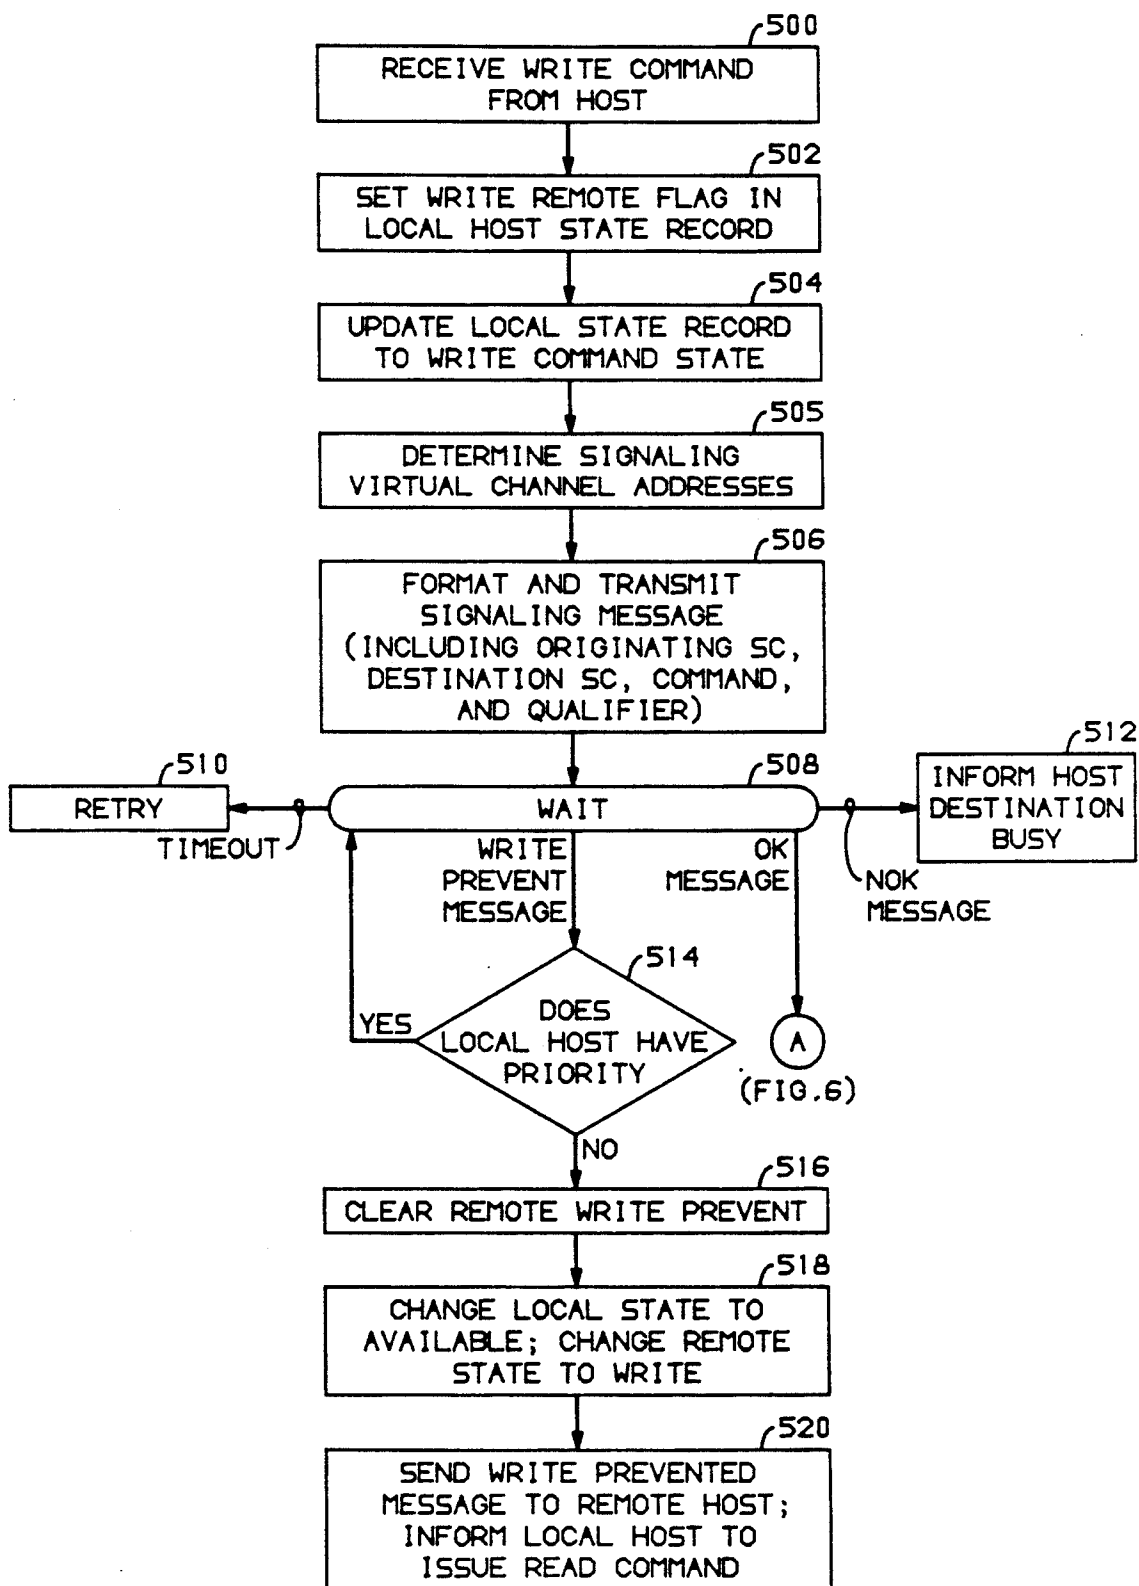 500
RECEIVE WRITE COMMAND
FROM HOST
502
SET WRITE REMOTE FLAG IN
LOCAL HOST STATE RECORD
504
UPDATE LOCAL STATE RECORD
TO WRITE COMMAND STATE
505
DETERMINE SIGNALING
VIRTUAL CHANNEL ADDRESSES
506
FORMAT AND TRANSMIT
SIGNALING MESSAGE
(INCLUDING ORIGINATING SC,
DESTINATION SC, COMMAND,
AND QUALIFIER)
510
RETRY
TIMEOUT
508
WAIT
512
INFORM HOST
DESTINATION
BUSY
WRITE
PREVENT
MESSAGE
OK
MESSAGE
NOK
MESSAGE
514
DOES
LOCAL HOST HAVE
PRIORITY
YES
A
(FIG.6)
NO
516
CLEAR REMOTE WRITE PREVENT
518
CHANGE LOCAL STATE TO
AVAILABLE; CHANGE REMOTE
STATE TO WRITE
520
SEND WRITE PREVENTED
MESSAGE TO REMOTE HOST;
INFORM LOCAL HOST TO
ISSUE READ COMMAND